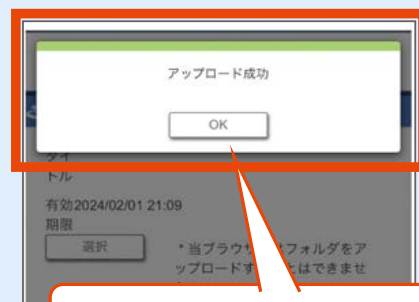 アップロード成功
OK
タイ
トル
有効2024/02/01 21:09
期限
選択
*当ブラウ
フォルダをア
ップロードす
とはできませ